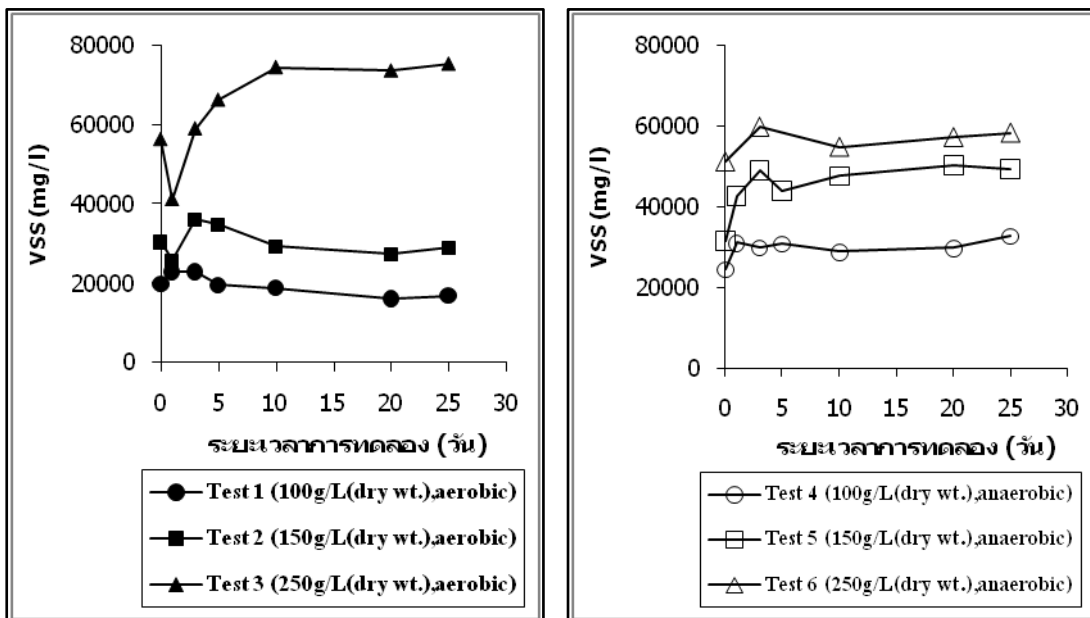 80000
60000
40000
20000
0
VSS (mg/l)
0 5 10 15 20 25 30
ระยะเวลาการทดลอง (วัน)
Test 1 (100g/L(dry wt.),aerobic)
Test 2 (150g/L(dry wt.),aerobic)
Test 3 (250g/L(dry wt.),aerobic)
80000
60000
40000
20000
0
VSS (mg/l)
0 5 10 15 20 25 30
ระยะเวลาการทดลอง (วัน)
Test 4 (100g/L(dry wt.),anaerobic)
Test 5 (150g/L(dry wt.),anaerobic)
Test 6 (250g/L(dry wt.),anaerobic)